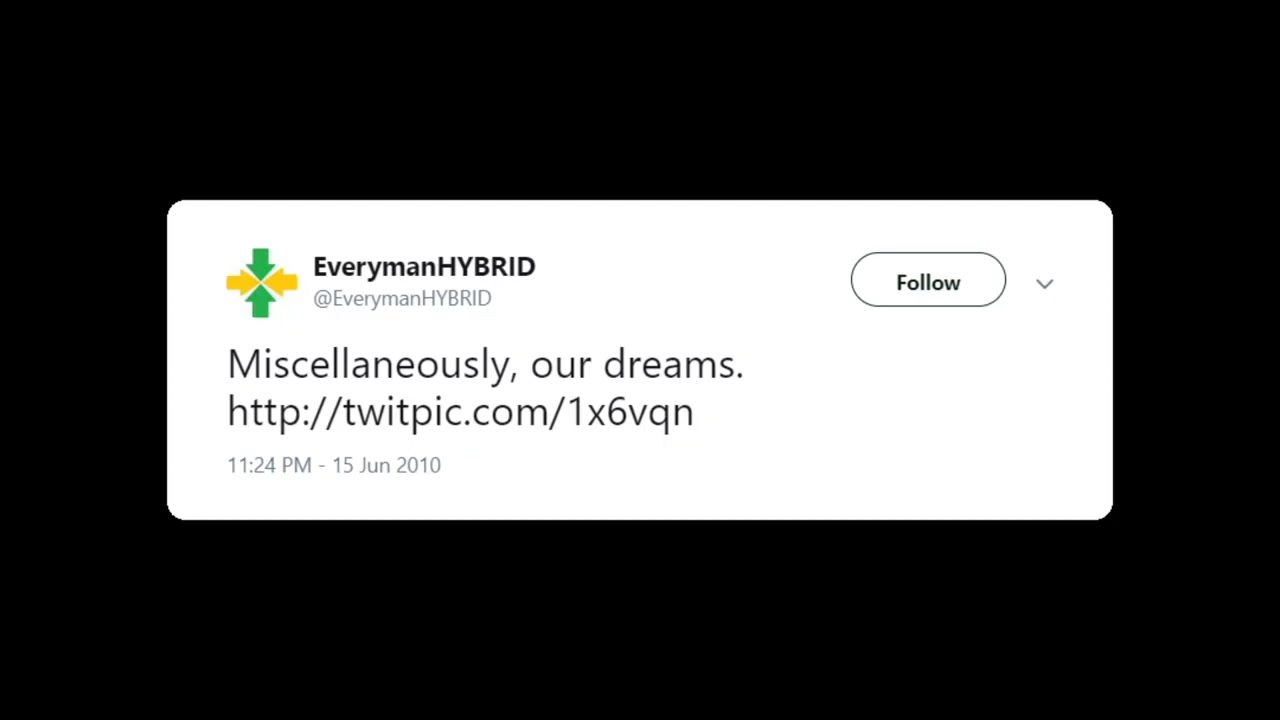 EverymanHYBRID
@EverymanHYBRID
Follow
Miscellaneously, our dreams.
http://twitpic.com/1x6vqn
11:24 PM - 15 Jun 2010